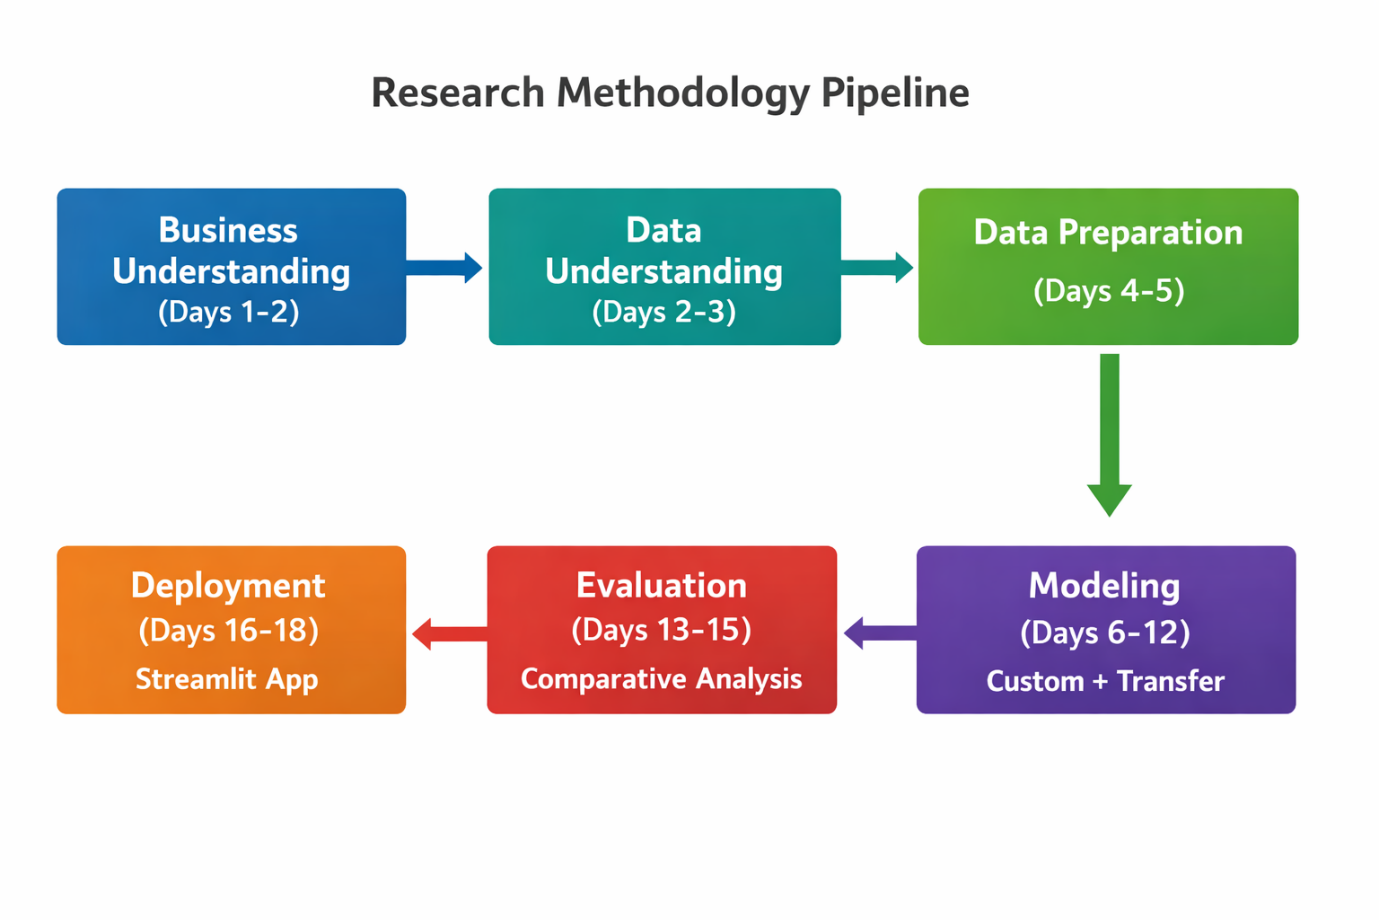 Research Methodology Pipeline
Business
Understanding
(Days 1-2)
Data
Understanding
(Days 2-3)
Data Preparation
(Days 4-5)
Modeling
(Days 6-12)
Custom + Transfer
Evaluation
(Days 13-15)
Comparative Analysis
Deployment
(Days 16-18)
Streamlit App